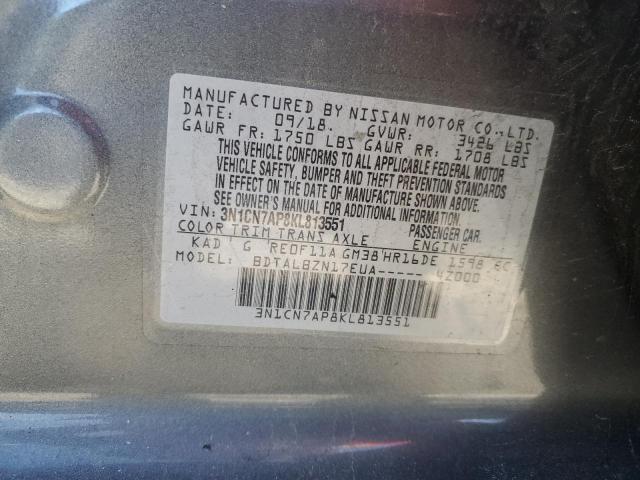 MANUFACTURED BY NISSAN MOTOR CO., LTD.
DATE: 09/18. GVWR: 3426 LBS
GAWR FR: 1750 LBS GAWR RR: 1708 LBS
THIS VEHICLE CONFORMS TO ALL APPLICABLE FEDERAL MOTOR
VEHICLE SAFETY, BUMPER AND THEFT PREVENTION STANDARDS
IN EFFECT ON THE DATE OF MANUFACTURE SHOWN ABOVE.
SEE OWNER'S MANUAL FOR ADDITIONAL INFORMATION.
VIN: 3N1CN7AP8KL813551 PASSENGER CAR.
COLOR TRIM TRANS AXLE ENGINE
KAD G RE0F11A GM38 HR16DE 1598 CC
MODEL: BDTALBZN17EUA----- 4Z000
3N1CN7AP8KL813551